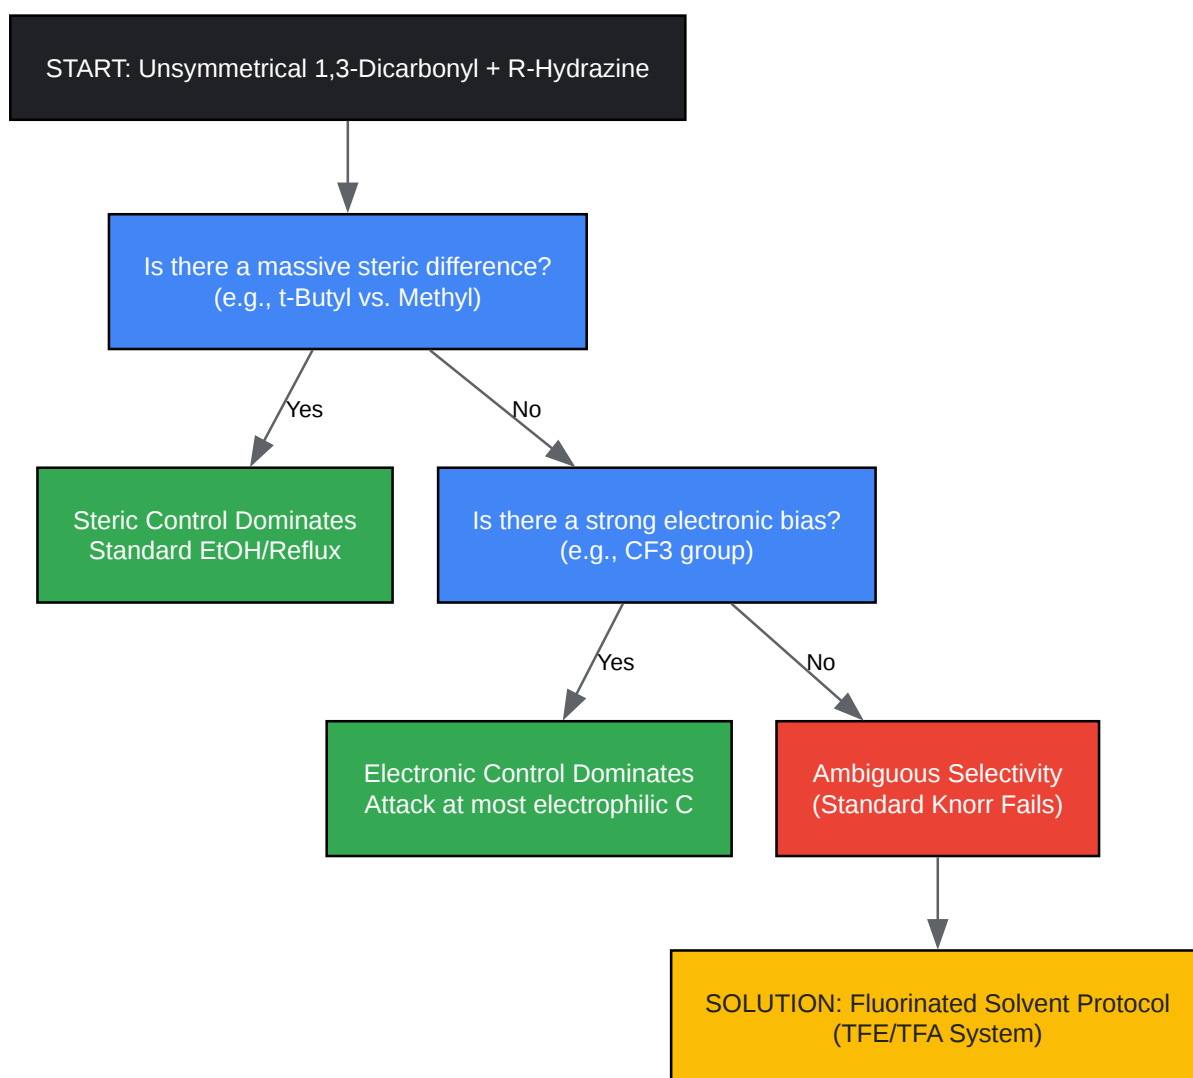 START: Unsymmetrical 1,3-Dicarbonyl + R-Hydrazine
Is there a massive steric difference?
(e.g., t-Butyl vs. Methyl)
Yes
No
Steric Control Dominates
Standard EtOH/Reflux
Is there a strong electronic bias?
(e.g., CF3 group)
Yes
No
Electronic Control Dominates
Attack at most electrophilic C
Ambiguous Selectivity
(Standard Knorr Fails)
SOLUTION: Fluorinated Solvent Protocol
(TFE/TFA System)